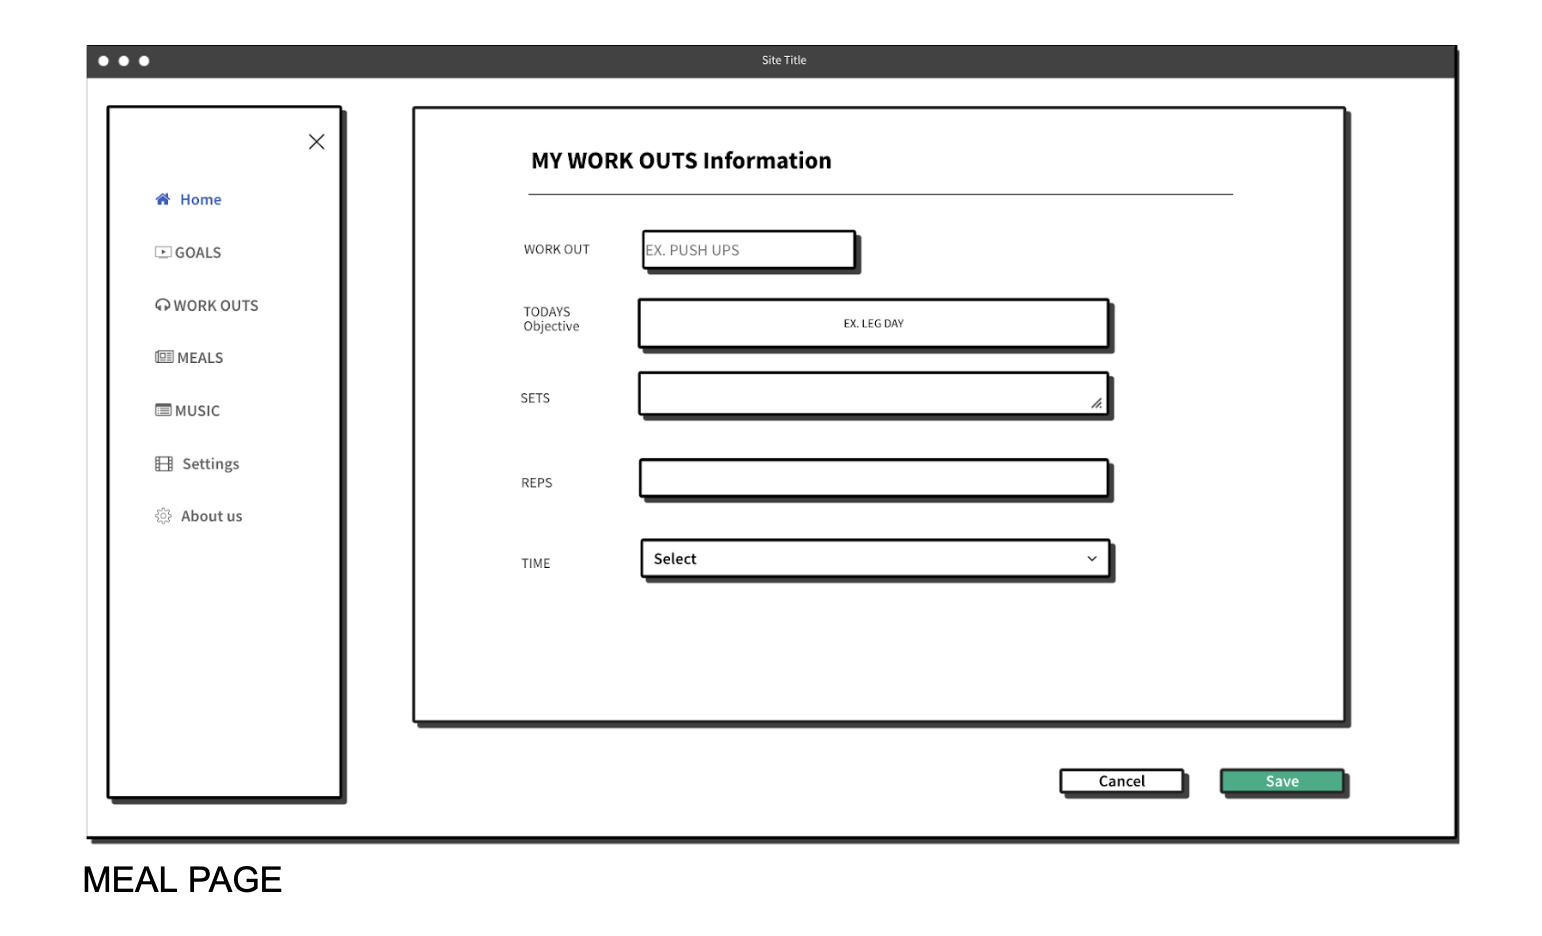 Site Title
Home
GOALS
WORK OUTS
MEALS
MUSIC
Settings
About us
MY WORK OUTS Information
WORK OUT
EX. PUSH UPS
TODAYS
Objective
EX. LEG DAY
SETS
REPS
TIME
Select
Cancel
Save
MEAL PAGE